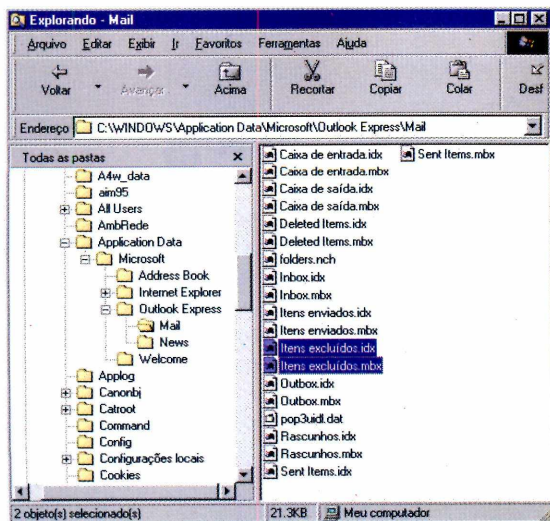 Explorando - Mail
Arquivo Editar Exibir Ir Favoritos Ferramentas Ajuda
Voltar Avançar Acima Recortar Copiar Colar Desf
Endereço C:\WINDOWS\Application Data\Microsoft\Outlook Express\Mail
Todas as pastas
A4w_data
aim95
All Users
AmbRede
Application Data
Microsoft
Address Book
Internet Explorer
Outlook Express
Mail
News
Welcome
Applog
Canonbj
Catroot
Command
Config
Configurações locais
Cookies
Caixa de entrada.idx
Caixa de entrada.mbx
Caixa de saída.idx
Caixa de saída.mbx
Deleted Items.idx
Deleted Items.mbx
folders.nch
Inbox.idx
Inbox.mbx
Itens enviados.idx
Itens enviados.mbx
Itens excluídos.idx
Itens excluídos.mbx
Outbox.idx
Outbox.mbx
pop3uidl.dat
Rascunhos.idx
Rascunhos.mbx
Sent Items.idx
Sent Items.mbx
2 objeto(s) selecionado(s) 21.3KB Meu computador